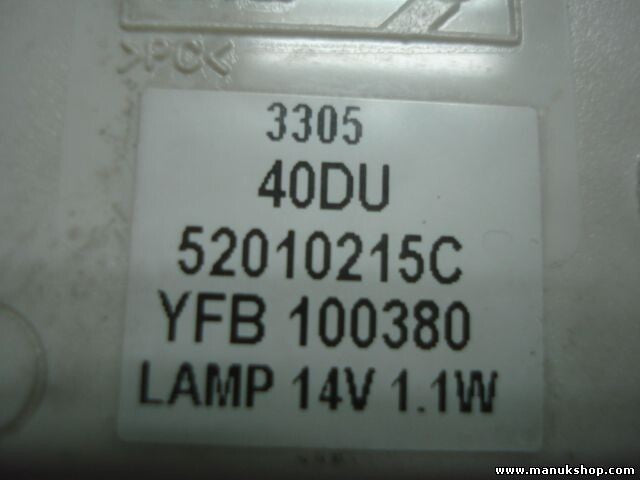 >PC<
3305
40DU
52010215C
YFB 100380
LAMP 14V 1.1W
www.manukshop.com